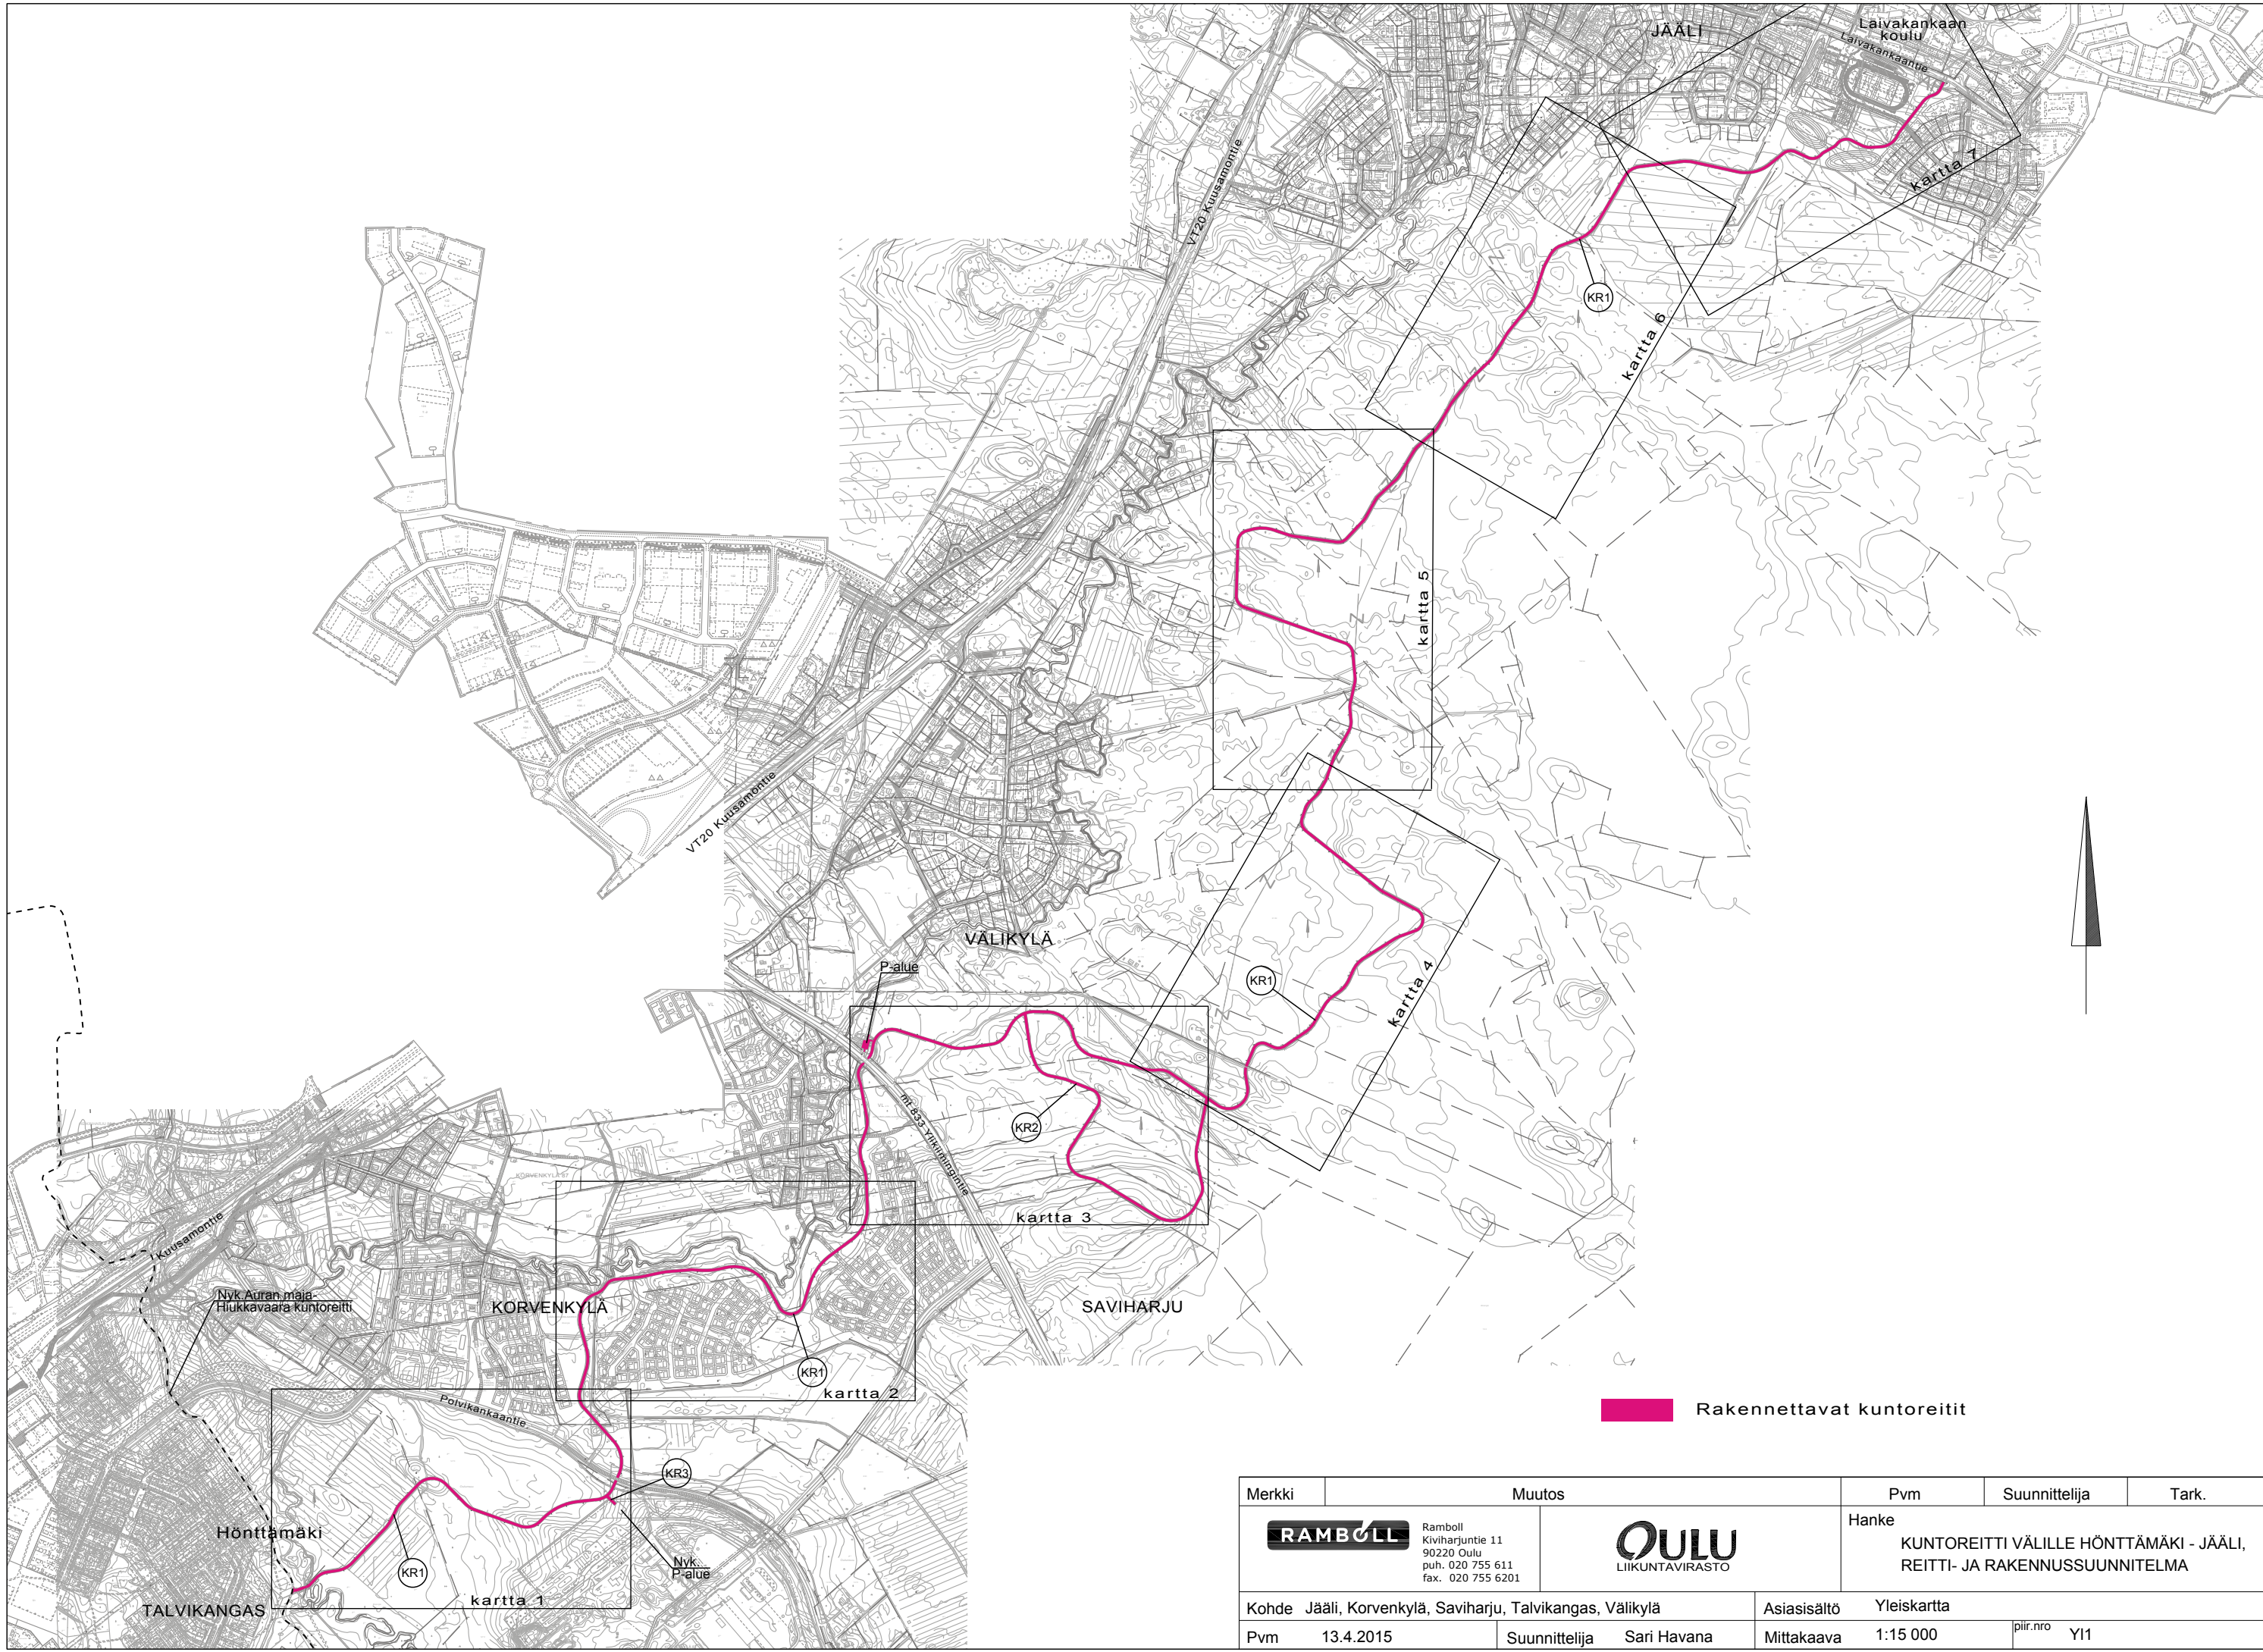 JÄÄLI
Laivakankaan
koulu
Laivakankaantie
kartta 7
VT20 Kuusamontie
KR1
kartta 6
kartta 5
VT20 Kuusamontie
VÄLIKYLÄ
P-alue
KR1
kartta 4
KR2
mt 833 Ylikiimingintie
kartta 3
KORVENKYLÄ
Kuusamontie
Nyk.Auran maja-
Hiukkavaara kuntoreitti
KORVENKYLÄ
SAVIHARJU
KR1
kartta 2
Polvikankaantie
KR3
Hönttämäki
KR1
Nyk.
P-alue
kartta 1
TALVIKANGAS
Rakennettavat kuntoreitit
Merkki Muutos Pvm Suunnittelija Tark.
RAMBOLL
Ramboll
Kiviharjuntie 11
90220 Oulu
puh. 020 755 611
fax. 020 755 6201
OULU
LIIKUNTAVIRASTO
Hanke
KUNTOREITTI VÄLILLE HÖNTTÄMÄKI - JÄÄLI,
REITTI- JA RAKENNUSSUUNNITELMA
Kohde Jääli, Korvenkylä, Saviharju, Talvikangas, Välikylä
Asiasisältö Yleiskartta
Pvm 13.4.2015 Suunnittelija Sari Havana Mittakaava 1:15 000 piir.nro Yl1